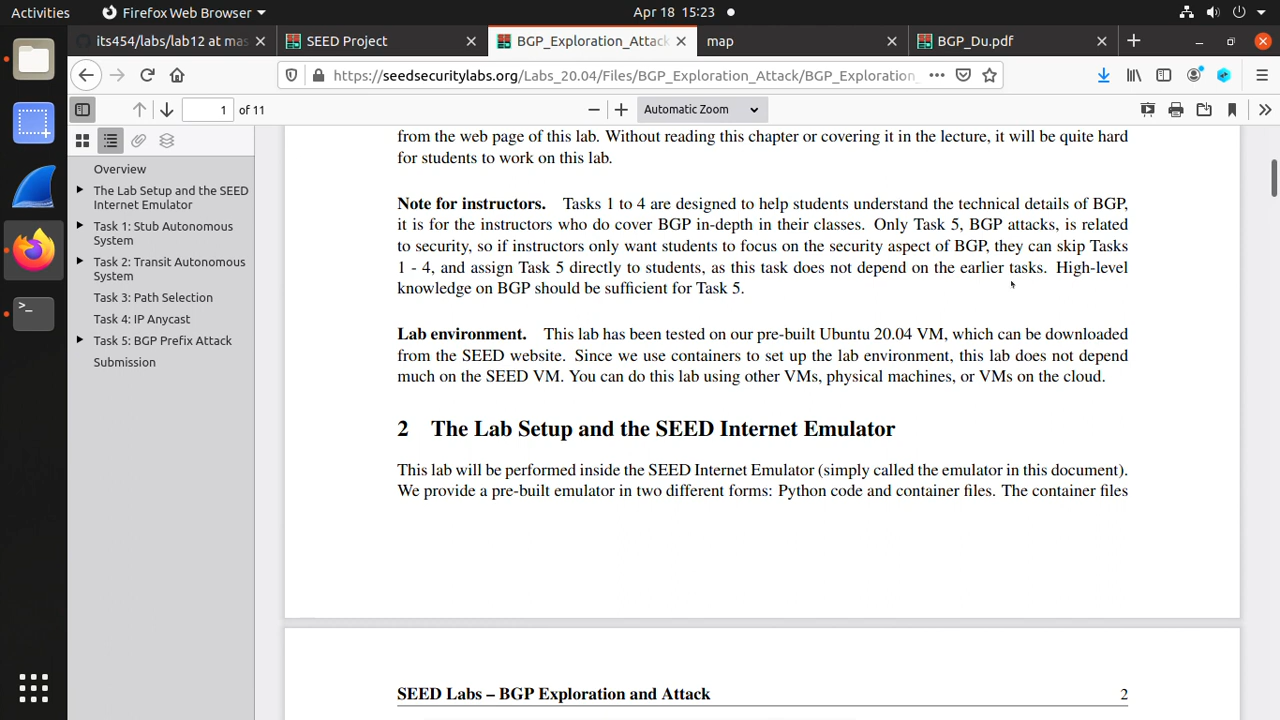 Activities
Firefox Web Browser
Apr 18 15:23
its454/labs/lab12 at mas
SEED Project
BGP_Exploration_Attack
map
BGP_Du.pdf
https://seedsecuritylabs.org/Labs_20.04/Files/BGP_Exploration_Attack/BGP_Exploration_
1 of 11
Automatic Zoom
Overview
The Lab Setup and the SEED
Internet Emulator
Task 1: Stub Autonomous
System
Task 2: Transit Autonomous
System
Task 3: Path Selection
Task 4: IP Anycast
Task 5: BGP Prefix Attack
Submission
from the web page of this lab. Without reading this chapter or covering it in the lecture, it will be quite hard
for students to work on this lab.
Note for instructors. Tasks 1 to 4 are designed to help students understand the technical details of BGP,
it is for the instructors who do cover BGP in-depth in their classes. Only Task 5, BGP attacks, is related
to security, so if instructors only want students to focus on the security aspect of BGP, they can skip Tasks
1 - 4, and assign Task 5 directly to students, as this task does not depend on the earlier tasks. High-level
knowledge on BGP should be sufficient for Task 5.
Lab environment. This lab has been tested on our pre-built Ubuntu 20.04 VM, which can be downloaded
from the SEED website. Since we use containers to set up the lab environment, this lab does not depend
much on the SEED VM. You can do this lab using other VMs, physical machines, or VMs on the cloud.
2 The Lab Setup and the SEED Internet Emulator
This lab will be performed inside the SEED Internet Emulator (simply called the emulator in this document).
We provide a pre-built emulator in two different forms: Python code and container files. The container files
SEED Labs – BGP Exploration and Attack 2